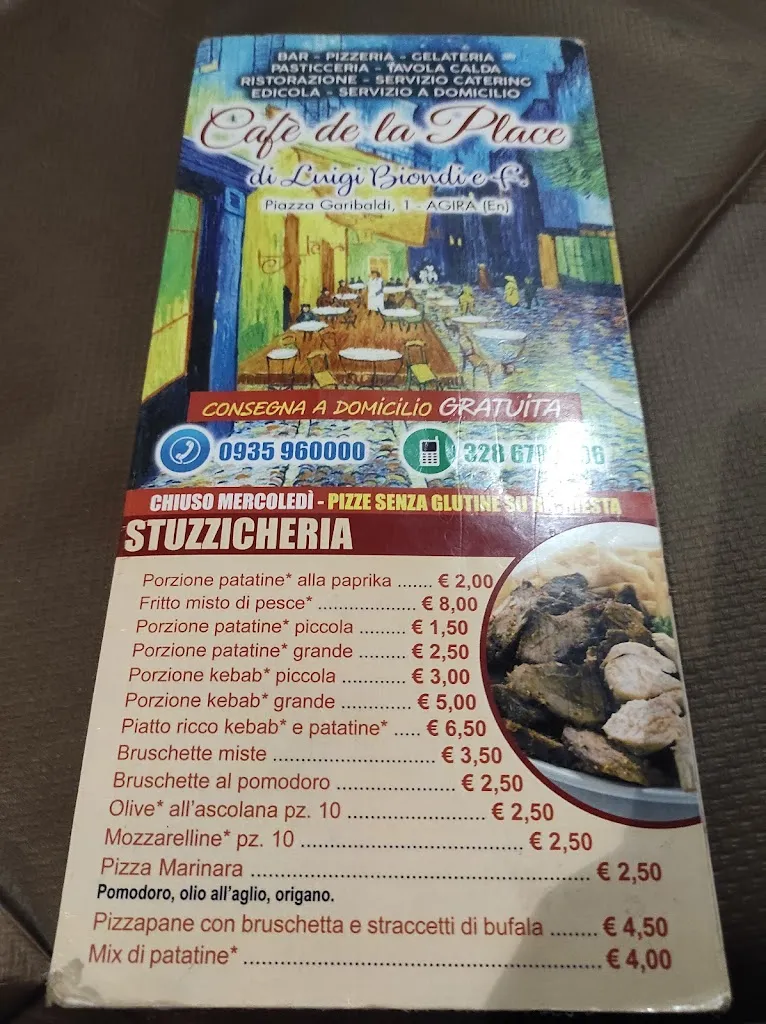 BAR - PIZZERIA - GELATERIA
PASTICCERIA - TAVOLA CALDA
RISTORAZIONE - SERVIZIO CATERING
EDICOLA - SERVIZIO A DOMICILIO
Cafè de la Place
di Luigi Biondi e F.
Piazza Garibaldi, 1 - AGIRA (En)
CONSEGNA A DOMICILIO GRATUITA
0935 960000 328
CHIUSO MERCOLEDÌ - PIZZE SENZA GLUTINE SU RICHIESTA
STUZZICHERIA
Porzione patatine* alla paprika ....... € 2,00
Fritto misto di pesce* .................. € 8,00
Porzione patatine* piccola ......... € 1,50
Porzione patatine* grande ......... € 2,50
Porzione kebab* piccola ............ € 3,00
Porzione kebab* grande ............ € 5,00
Piatto ricco kebab* e patatine* ..... € 6,50
Bruschette miste ........................... € 3,50
Bruschette al pomodoro .................. € 2,50
Olive* all'ascolana pz. 10 ..................... € 2,50
Mozzarelline* pz. 10 ................................. € 2,50
Pizza Marinara .................................................. € 2,50
Pomodoro, olio all'aglio, origano.
Pizzapane con bruschetta e straccetti di bufala ........ € 4,50
Mix di patatine* .................................................... € 4,00